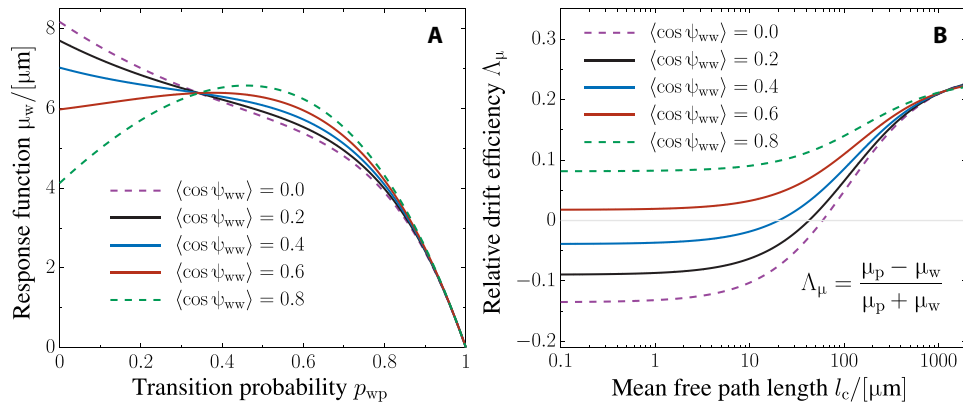 A
Response function μw/[μm]
8
6
4
2
0
⟨cos ψww⟩ = 0.0
⟨cos ψww⟩ = 0.2
⟨cos ψww⟩ = 0.4
⟨cos ψww⟩ = 0.6
⟨cos ψww⟩ = 0.8
0 0.2 0.4 0.6 0.8 1
Transition probability pwp
B
Relative drift efficiency Λμ
0.3
0.2
0.1
0
−0.1
−0.2
⟨cos ψww⟩ = 0.0
⟨cos ψww⟩ = 0.2
⟨cos ψww⟩ = 0.4
⟨cos ψww⟩ = 0.6
⟨cos ψww⟩ = 0.8
Λμ = (μp − μw)/(μp + μw)
0.1 1 10 100 1000
Mean free path length lc/[μm]